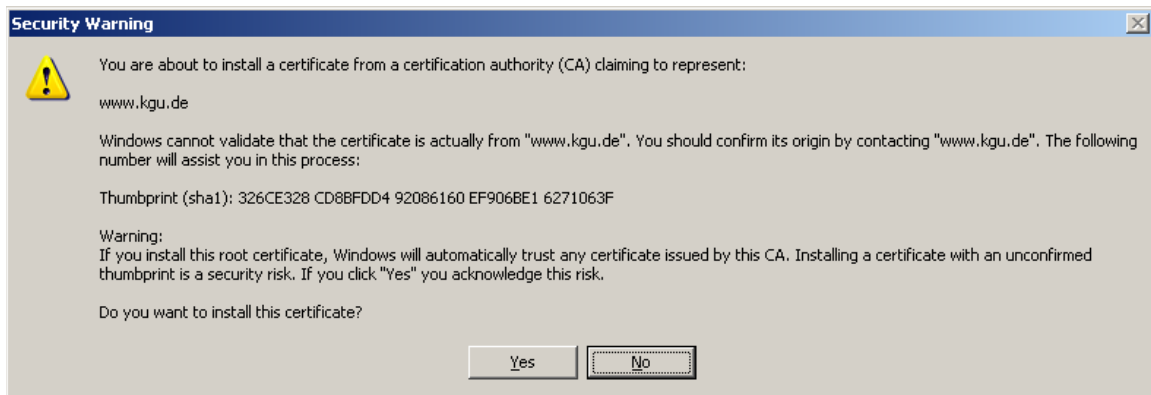 Security Warning
You are about to install a certificate from a certification authority (CA) claiming to represent:
www.kgu.de
Windows cannot validate that the certificate is actually from "www.kgu.de". You should confirm its origin by contacting "www.kgu.de". The following
number will assist you in this process:
Thumbprint (sha1): 326CE328 CD8BFDD4 92086160 EF906BE1 6271063F
Warning:
If you install this root certificate, Windows will automatically trust any certificate issued by this CA. Installing a certificate with an unconfirmed
thumbprint is a security risk. If you click "Yes" you acknowledge this risk.
Do you want to install this certificate?
Yes No